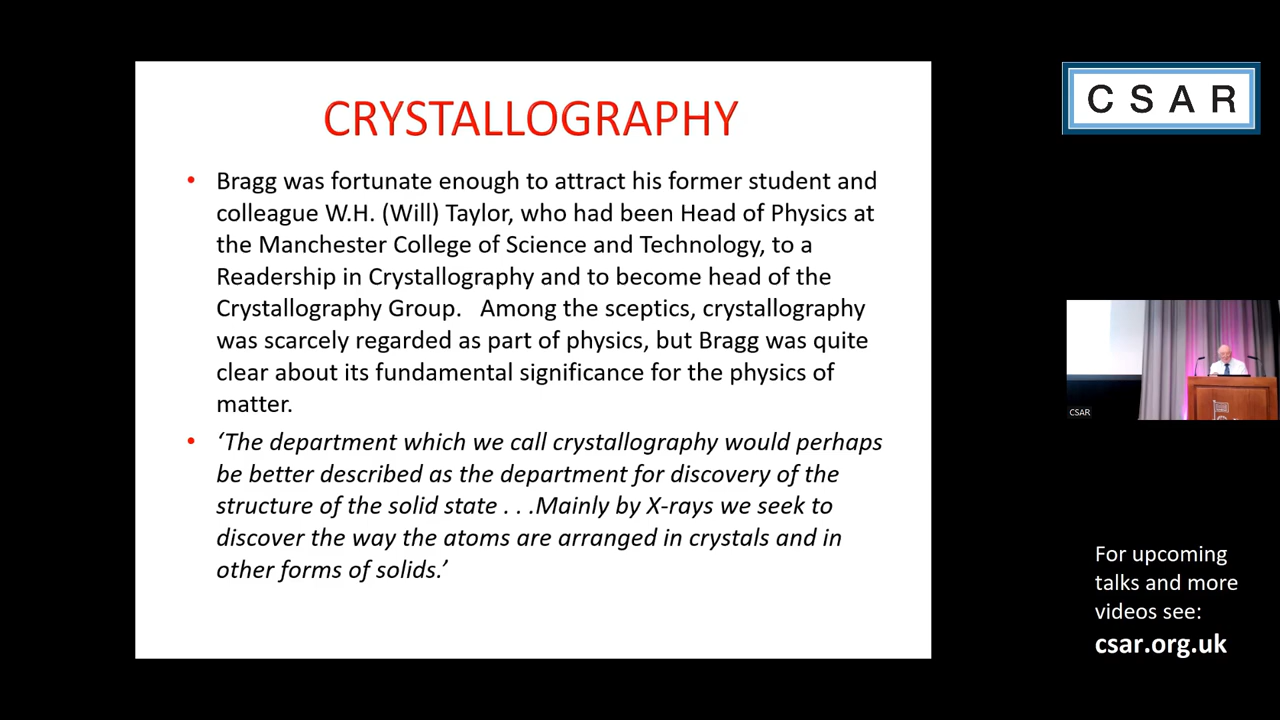 CRYSTALLOGRAPHY
• Bragg was fortunate enough to attract his former student and
colleague W.H. (Will) Taylor, who had been Head of Physics at
the Manchester College of Science and Technology, to a
Readership in Crystallography and to become head of the
Crystallography Group.   Among the sceptics, crystallography
was scarcely regarded as part of physics, but Bragg was quite
clear about its fundamental significance for the physics of
matter.
• ‘The department which we call crystallography would perhaps
be better described as the department for discovery of the
structure of the solid state . . .Mainly by X-rays we seek to
discover the way the atoms are arranged in crystals and in
other forms of solids.’
CSAR
CSAR
For upcoming
talks and more
videos see:
csar.org.uk